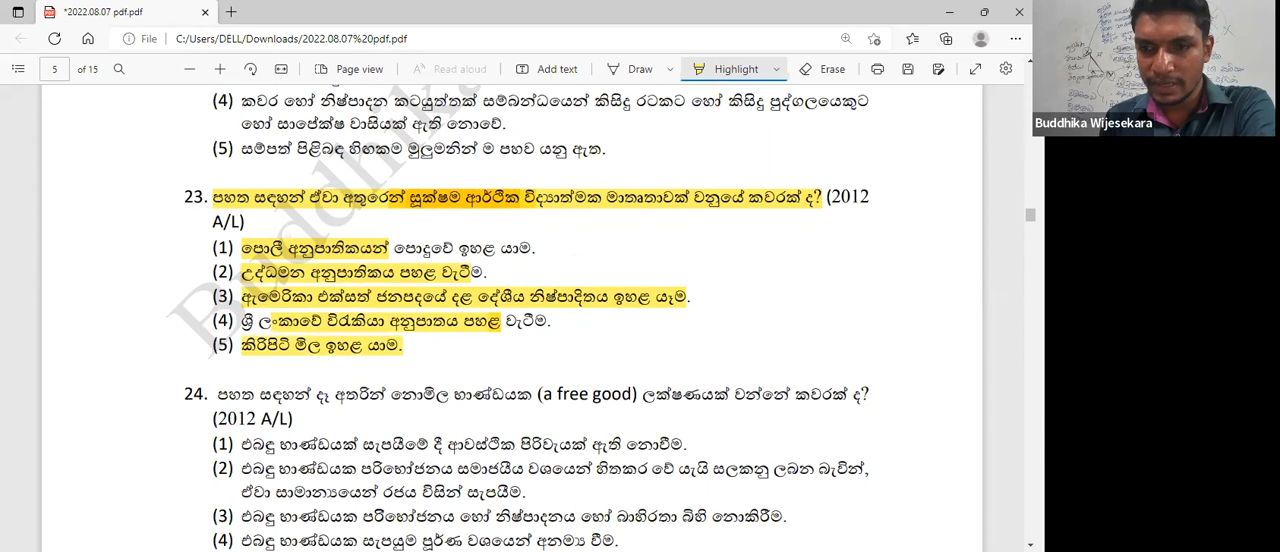 *2022.08.07 pdf.pdf
File C:/Users/DELL/Downloads/2022.08.07%20pdf.pdf
5 of 15 Page view Read aloud Add text Draw Highlight Erase
Buddhika Wijesekara
(4) කවර හෝ නිෂ්පාදන කටයුත්තක් සම්බන්ධයෙන් කිසිදු රටකට හෝ කිසිදු පුද්ගලයෙකුට
හෝ සාපේක්ෂ වාසියක් ඇති නොවේ.
(5) සම්පත් පිළිබඳ හිඟකම මුලුමනින් ම පහව යනු ඇත.
23. පහත සඳහන් ඒවා අතුරෙන් සූක්ෂම ආර්ථික විද්‍යාත්මක මාතෘතාවක් වනුයේ කවරක් ද? (2012
A/L)
(1) පොලී අනුපාතිකයන් පොදුවේ ඉහළ යාම.
(2) උද්ධමන අනුපාතිකය පහළ වැටීම.
(3) ඇමෙරිකා එක්සත් ජනපදයේ දළ දේශීය නිෂ්පාදිතය ඉහළ යෑම.
(4) ශ්‍රී ලංකාවේ විරැකියා අනුපාතය පහළ වැටීම.
(5) කිරිපිටි මිල ඉහළ යාම.
24. පහත සඳහන් දෑ අතරින් නොමිල භාණ්ඩයක (a free good) ලක්ෂණයක් වන්නේ කවරක් ද?
(2012 A/L)
(1) එබඳු භාණ්ඩයක් සැපයීමේ දී ආවස්ථික පිරිවැයක් ඇති නොවීම.
(2) එබඳු භාණ්ඩයක පරිභෝජනය සමාජයීය වශයෙන් හිතකර වේ යැයි සලකනු ලබන බැවින්,
ඒවා සාමාන්‍යයෙන් රජය විසින් සැපයීම.
(3) එබඳු භාණ්ඩයක පරිභෝජනය හෝ නිෂ්පාදනය හෝ බාහිරතා බිහි නොකිරීම.
(4) එබඳු භාණ්ඩයක සැපයුම පූර්ණ වශයෙන් අනම්‍ය වීම.